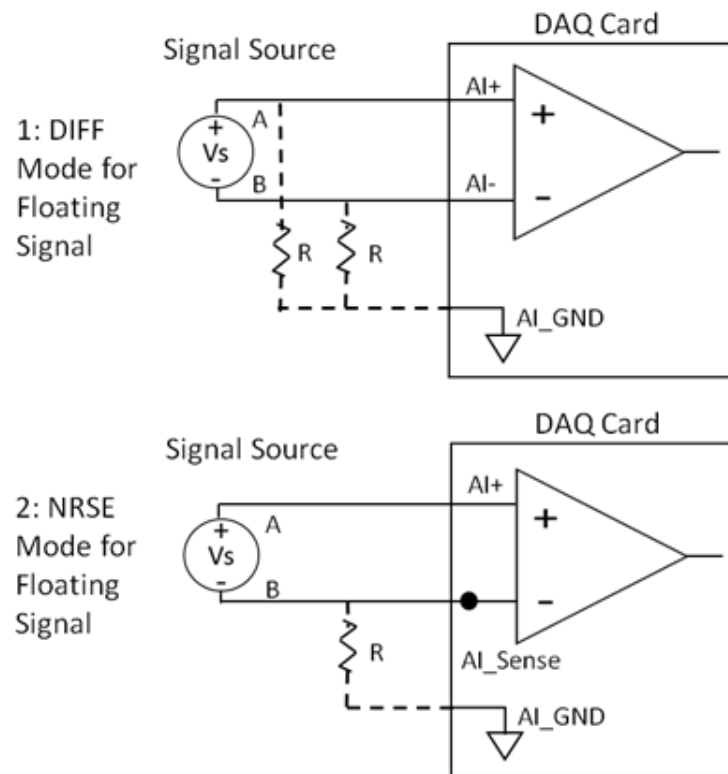 DAQ Card
Signal Source
AI+
1: DIFF
Mode for
Floating
Signal
+
Vs
-
A
B
+
AI-
-
R
R
AI_GND
DAQ Card
Signal Source
AI+
2: NRSE
Mode for
Floating
Signal
+
Vs
-
A
B
+
-
AI_Sense
R
AI_GND